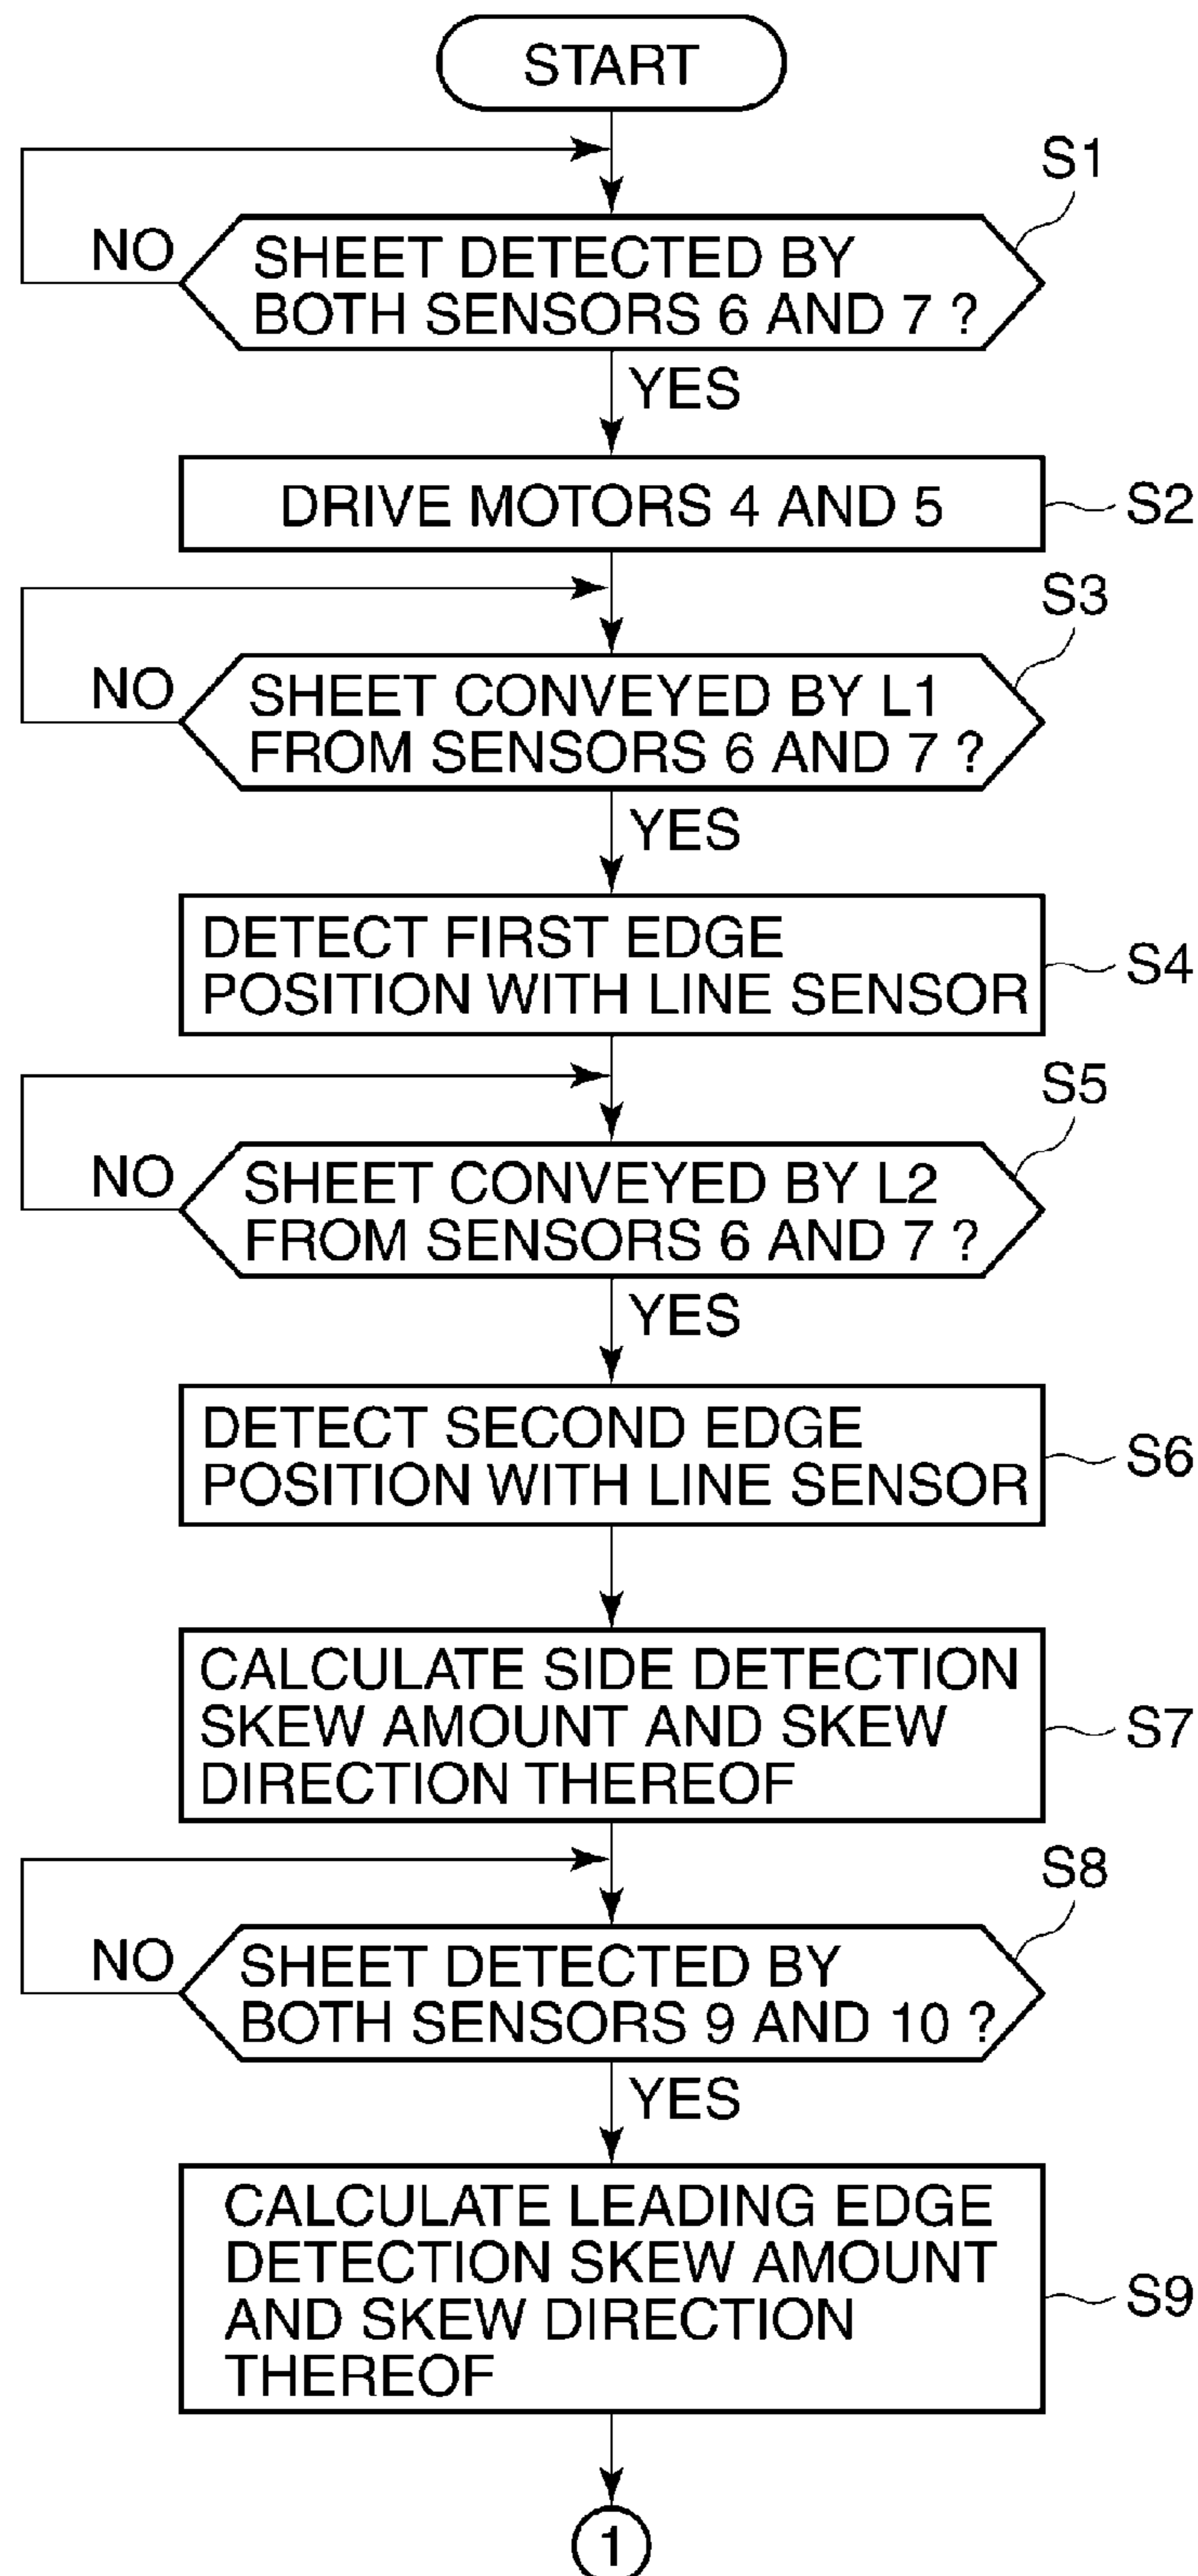 START
S1
NO
SHEET DETECTED BY
BOTH SENSORS 6 AND 7 ?
YES
DRIVE MOTORS 4 AND 5
S2
S3
NO
SHEET CONVEYED BY L1
FROM SENSORS 6 AND 7 ?
YES
DETECT FIRST EDGE
POSITION WITH LINE SENSOR
S4
S5
NO
SHEET CONVEYED BY L2
FROM SENSORS 6 AND 7 ?
YES
DETECT SECOND EDGE
POSITION WITH LINE SENSOR
S6
CALCULATE SIDE DETECTION
SKEW AMOUNT AND SKEW
DIRECTION THEREOF
S7
S8
NO
SHEET DETECTED BY
BOTH SENSORS 9 AND 10 ?
YES
CALCULATE LEADING EDGE
DETECTION SKEW AMOUNT
AND SKEW DIRECTION
THEREOF
S9
1